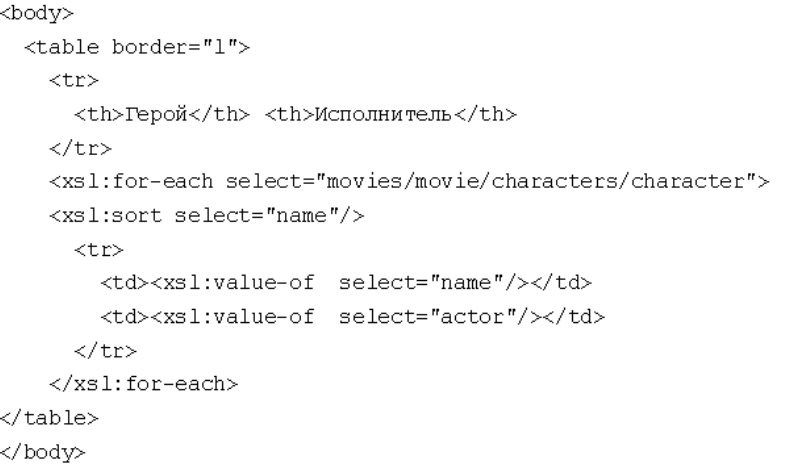 <body>
<table border="l">
<tr>
<th>Герой</th> <th>Исполнитель</th>
</tr>
<xsl:for-each select="movies/movie/characters/character">
<xsl:sort select="name"/>
<tr>
<td><xsl:value-of select="name"/></td>
<td><xsl:value-of select="actor"/></td>
</tr>
</xsl:for-each>
</table>
</body>